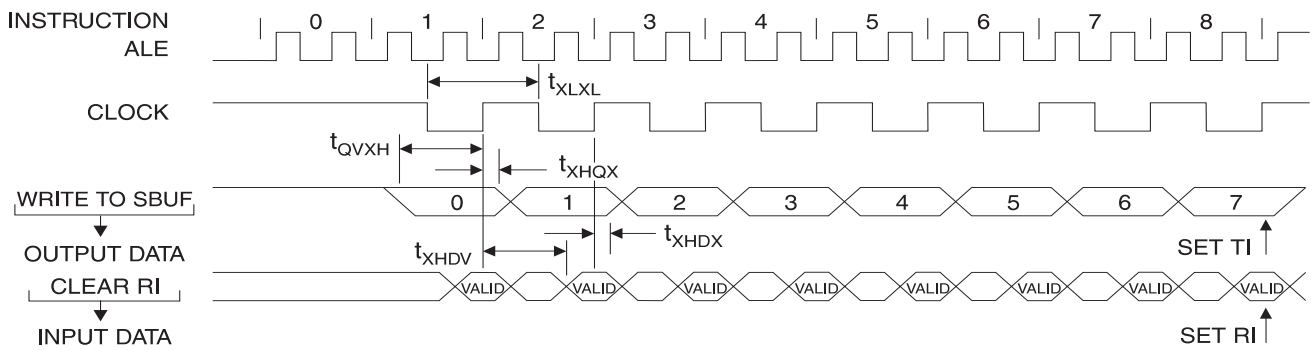 INSTRUCTION 0 1 2 3 4 5 6 7 8
ALE
tXLXL
CLOCK
tQVXH
tXHQX
WRITE TO SBUF 0 1 2 3 4 5 6 7
OUTPUT DATA tXHDV tXHDX SET TI
CLEAR RI VALID VALID VALID VALID VALID VALID VALID VALID
INPUT DATA SET RI